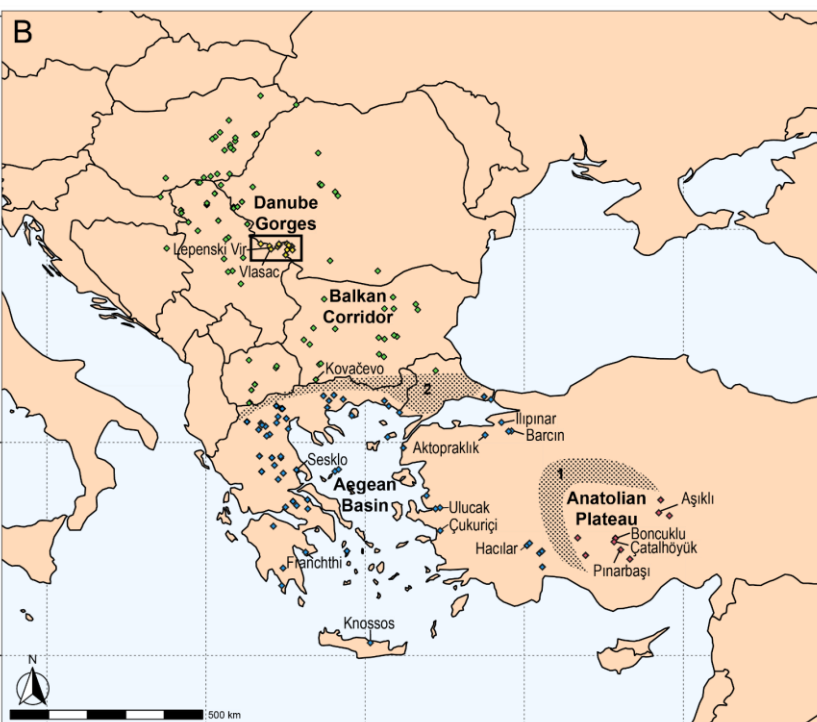 B
Danube
Gorges
Lepenski Vir
Vlasac
Balkan
Corridor
Kovačevo
2
Ilıpınar
Barcın
Aktopraklık
Sesklo
1
Aegean
Basin
Anatolian
Plateau
Aşıklı
Ulucak
Çukuriçi
Boncuklu
Çatalhöyük
Hacılar
Pınarbaşı
Franchthi
Knossos
N
500 km